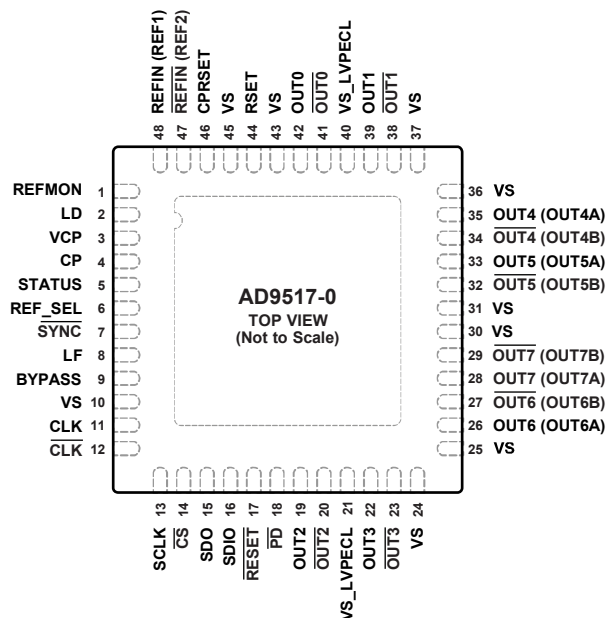 REFIN (REF1)
REFIN (REF2)
CPRSET
VS
RSET
VS
OUT0
OUT0
VS_LVPECL
OUT1
OUT1
VS
48 47 46 45 44 43 42 41 40 39 38 37
REFMON 1
LD 2
VCP 3
CP 4
STATUS 5
REF_SEL 6
SYNC 7
LF 8
BYPASS 9
VS 10
CLK 11
CLK 12
AD9517-0
TOP VIEW
(Not to Scale)
36 VS
35 OUT4 (OUT4A)
34 OUT4 (OUT4B)
33 OUT5 (OUT5A)
32 OUT5 (OUT5B)
31 VS
30 VS
29 OUT7 (OUT7B)
28 OUT7 (OUT7A)
27 OUT6 (OUT6B)
26 OUT6 (OUT6A)
25 VS
13 14 15 16 17 18 19 20 21 22 23 24
SCLK
CS
SDO
SDIO
RESET
PD
OUT2
OUT2
VS_LVPECL
OUT3
OUT3
VS